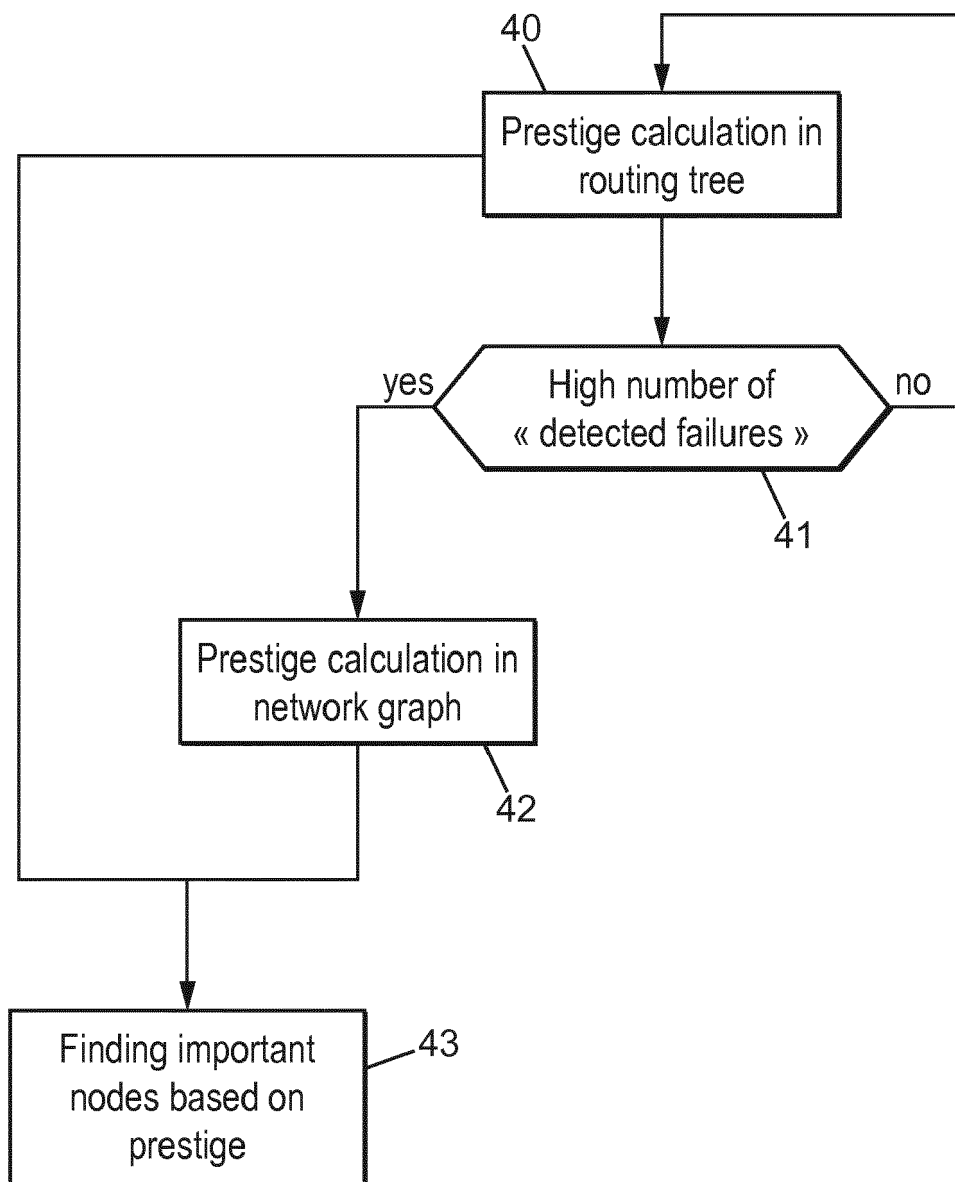 40
Prestige calculation in
routing tree
yes
High number of
« detected failures »
no
41
Prestige calculation in
network graph
42
Finding important
nodes based on
prestige
43